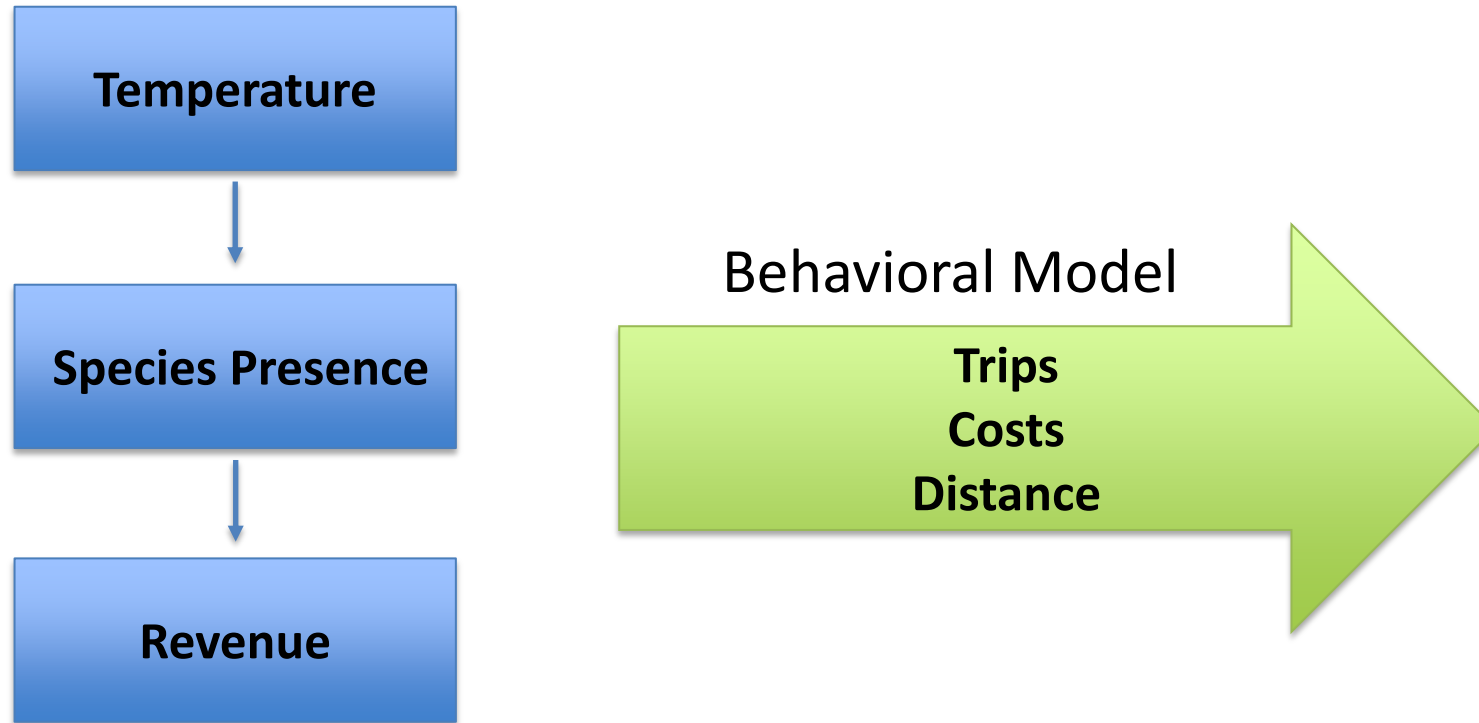 Temperature
Species Presence
Revenue
Behavioral Model
Trips
Costs
Distance